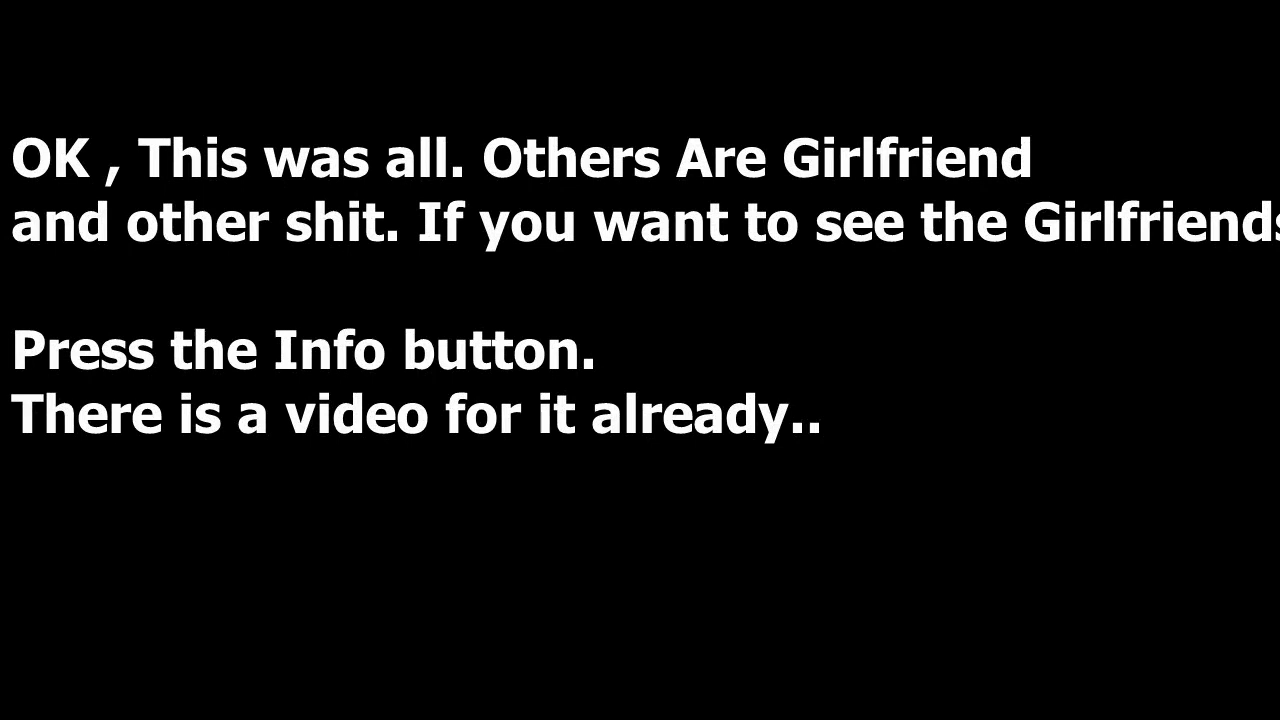 OK , This was all. Others Are Girlfriend
and other shit. If you want to see the Girlfriends
Press the Info button.
There is a video for it already..